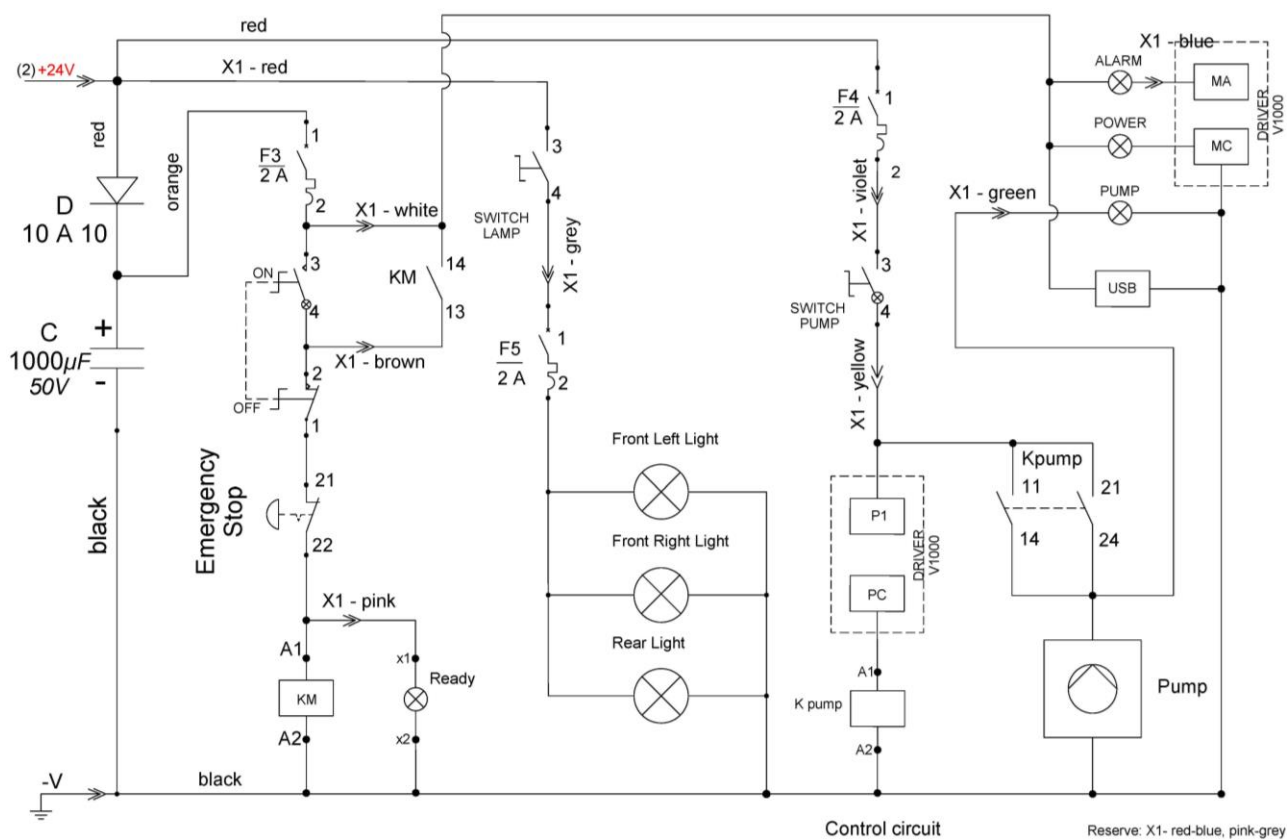 red
X1 - blue
(2) +24V
X1 - red
ALARM
MA
DRIVER
V1000
POWER
MC
red
orange
1
F3
2 A
2
3
4
SWITCH
LAMP
F4
2 A
1
2
X1 - violet
X1 - green
PUMP
D
10 A 10
X1 - white
X1 - grey
ON
3
4
KM
14
13
3
4
SWITCH
PUMP
USB
+
C
1000µF
50V
-
X1 - brown
2
OFF
1
F5
2 A
1
2
X1 - yellow
black
Emergency
Stop
21
22
Front Left Light
Front Right Light
Rear Light
P1
PC
DRIVER
V1000
Kpump
11
21
14
24
X1 - pink
A1
KM
A2
x1
Ready
x2
A1
K pump
A2
Pump
-V
black
Control circuit
Reserve: X1- red-blue, pink-grey